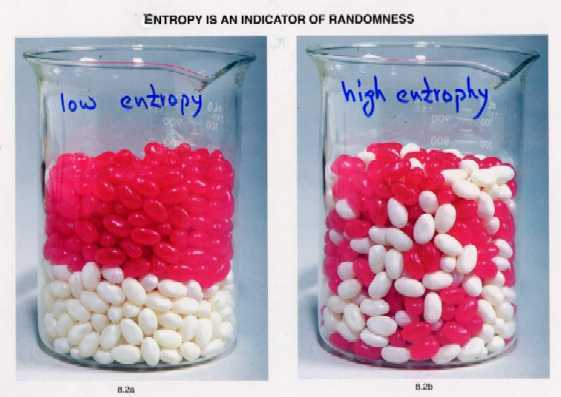 ENTROPY IS AN INDICATOR OF RANDOMNESS
low entropy
high entrophy
8.2a
8.2b